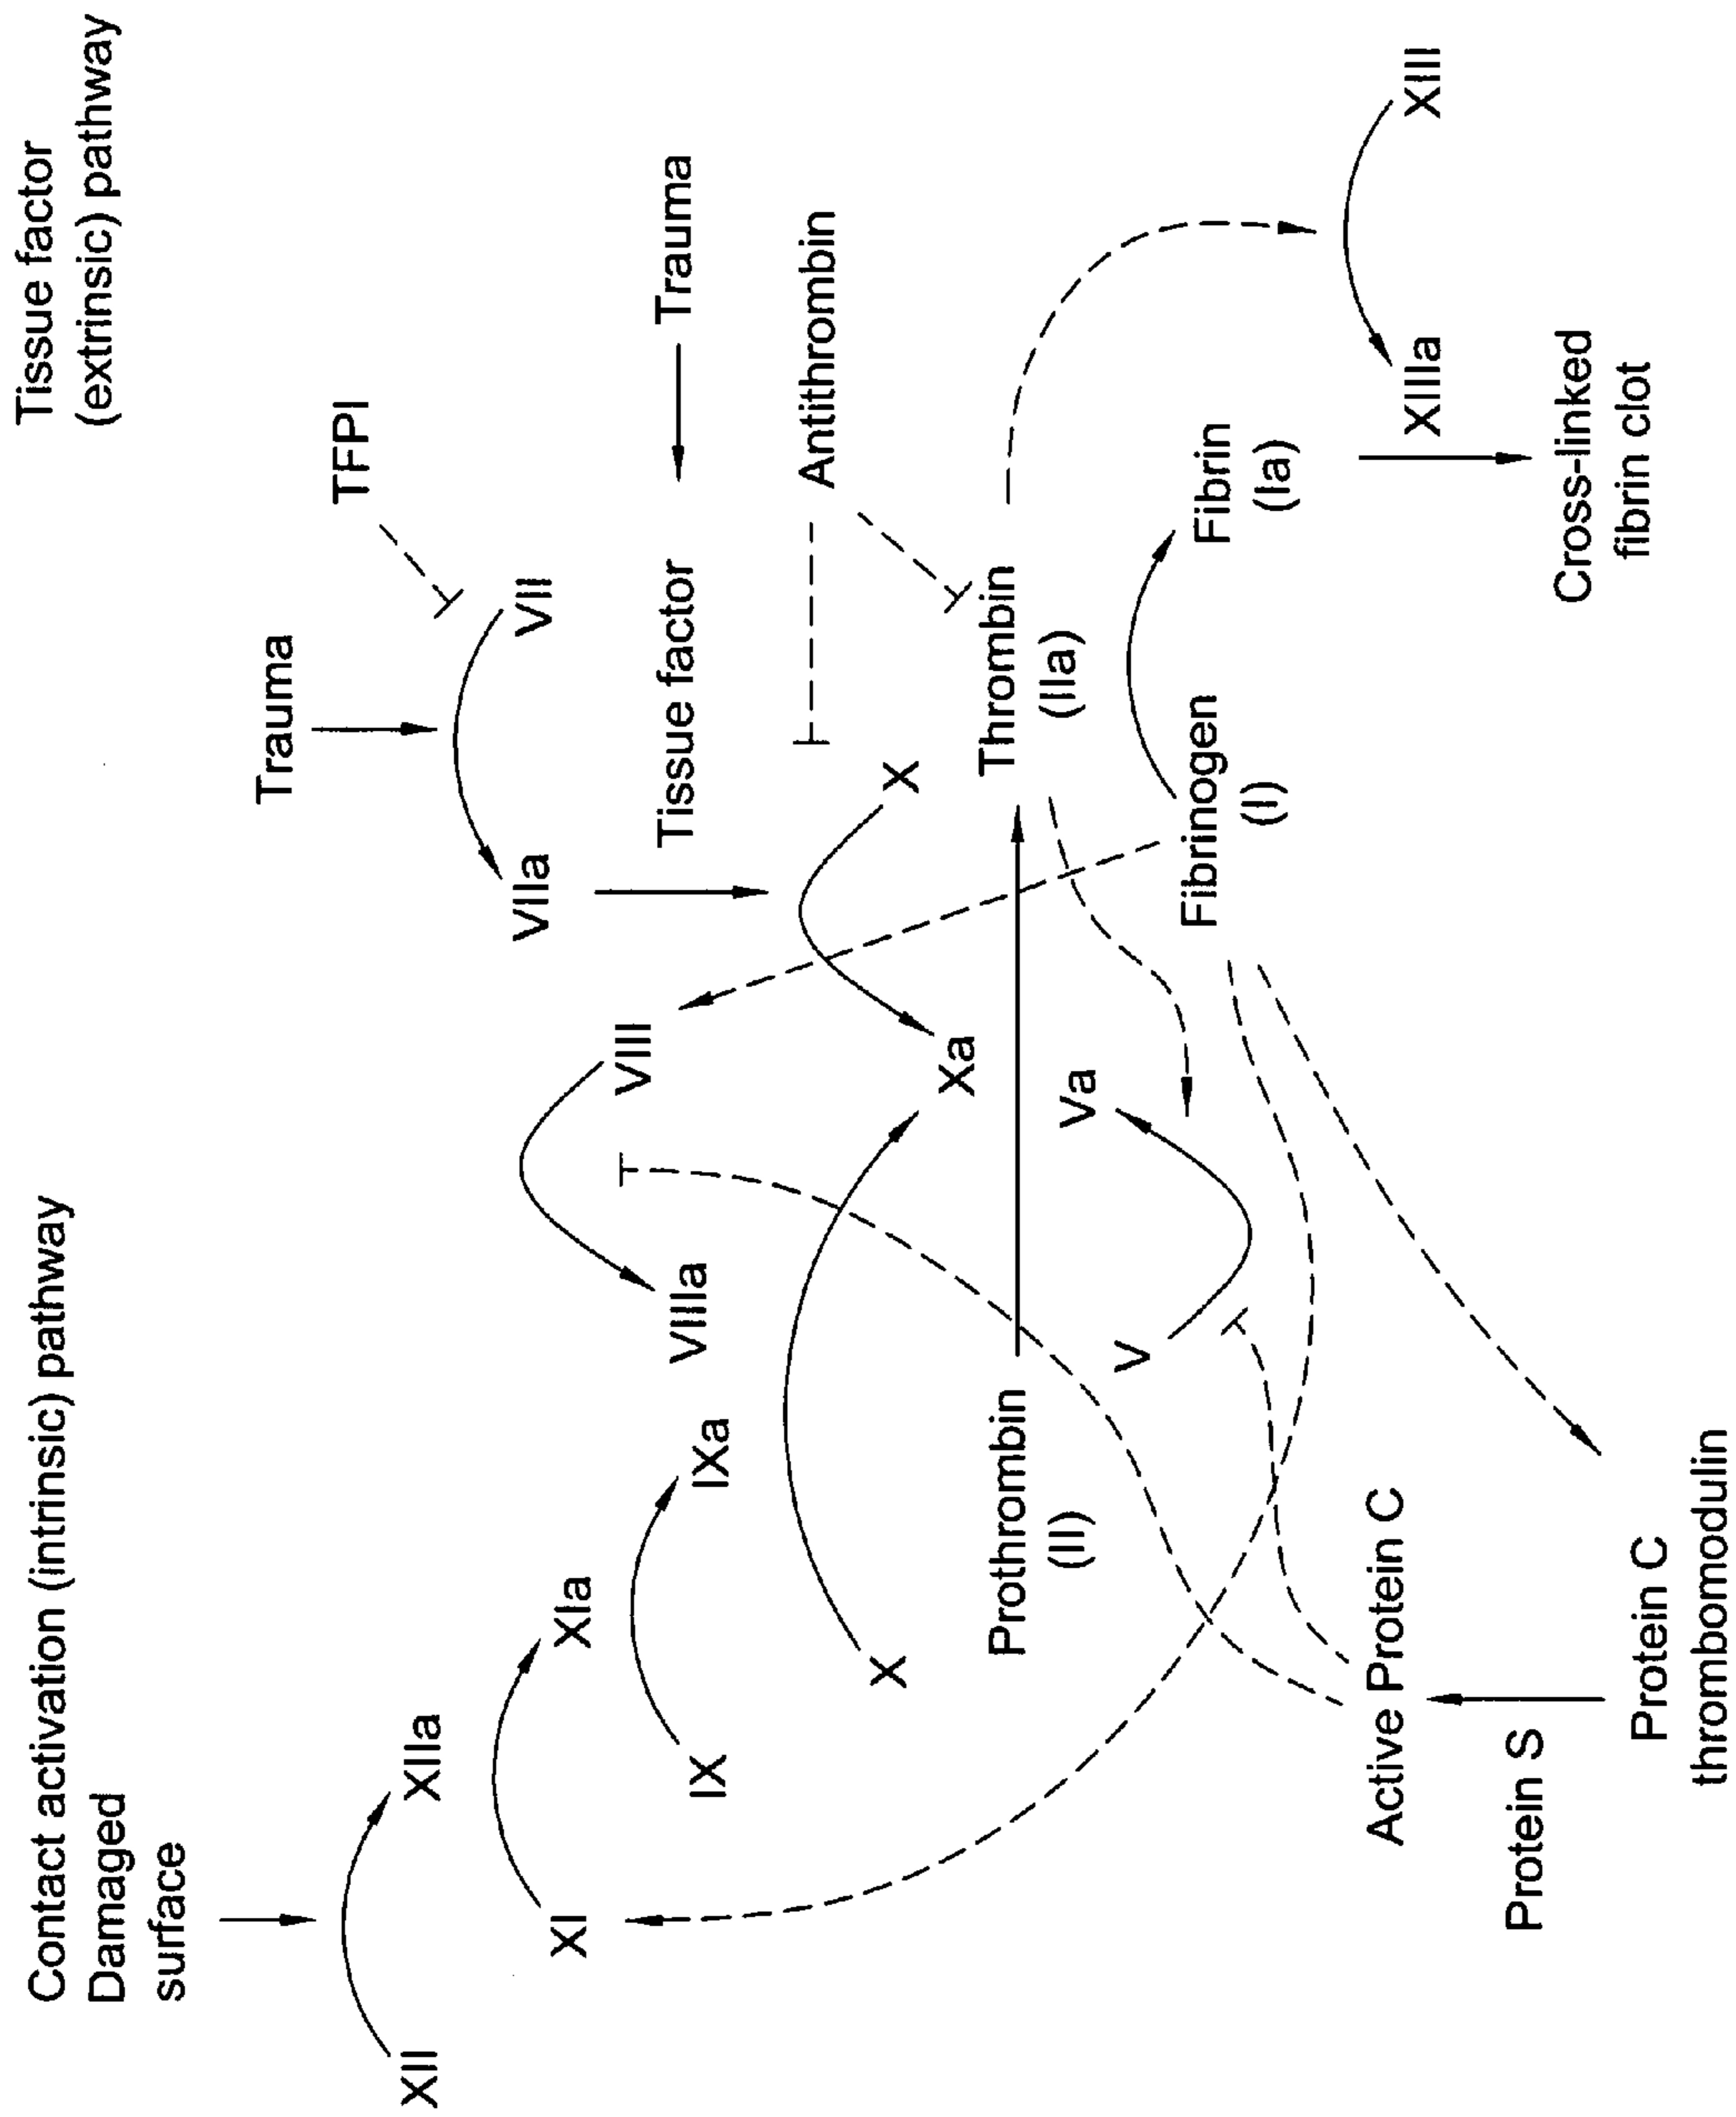 Contact activation (intrinsic) pathway
Damaged
surface
Tissue factor
(extrinsic) pathway
Trauma
TFPI
XII
XIIa
VIIa
VII
XI
XIa
VIII
Tissue factor
Trauma
IX
IXa
VIIIa
Antithrombin
X
X
Xa
Prothrombin
(II)
Thrombin
(IIa)
Va
V
Fibrinogen
(I)
Fibrin
(Ia)
Active Protein C
XIIIa
XIII
Protein S
Cross-linked
fibrin clot
Protein C
thrombomodulin